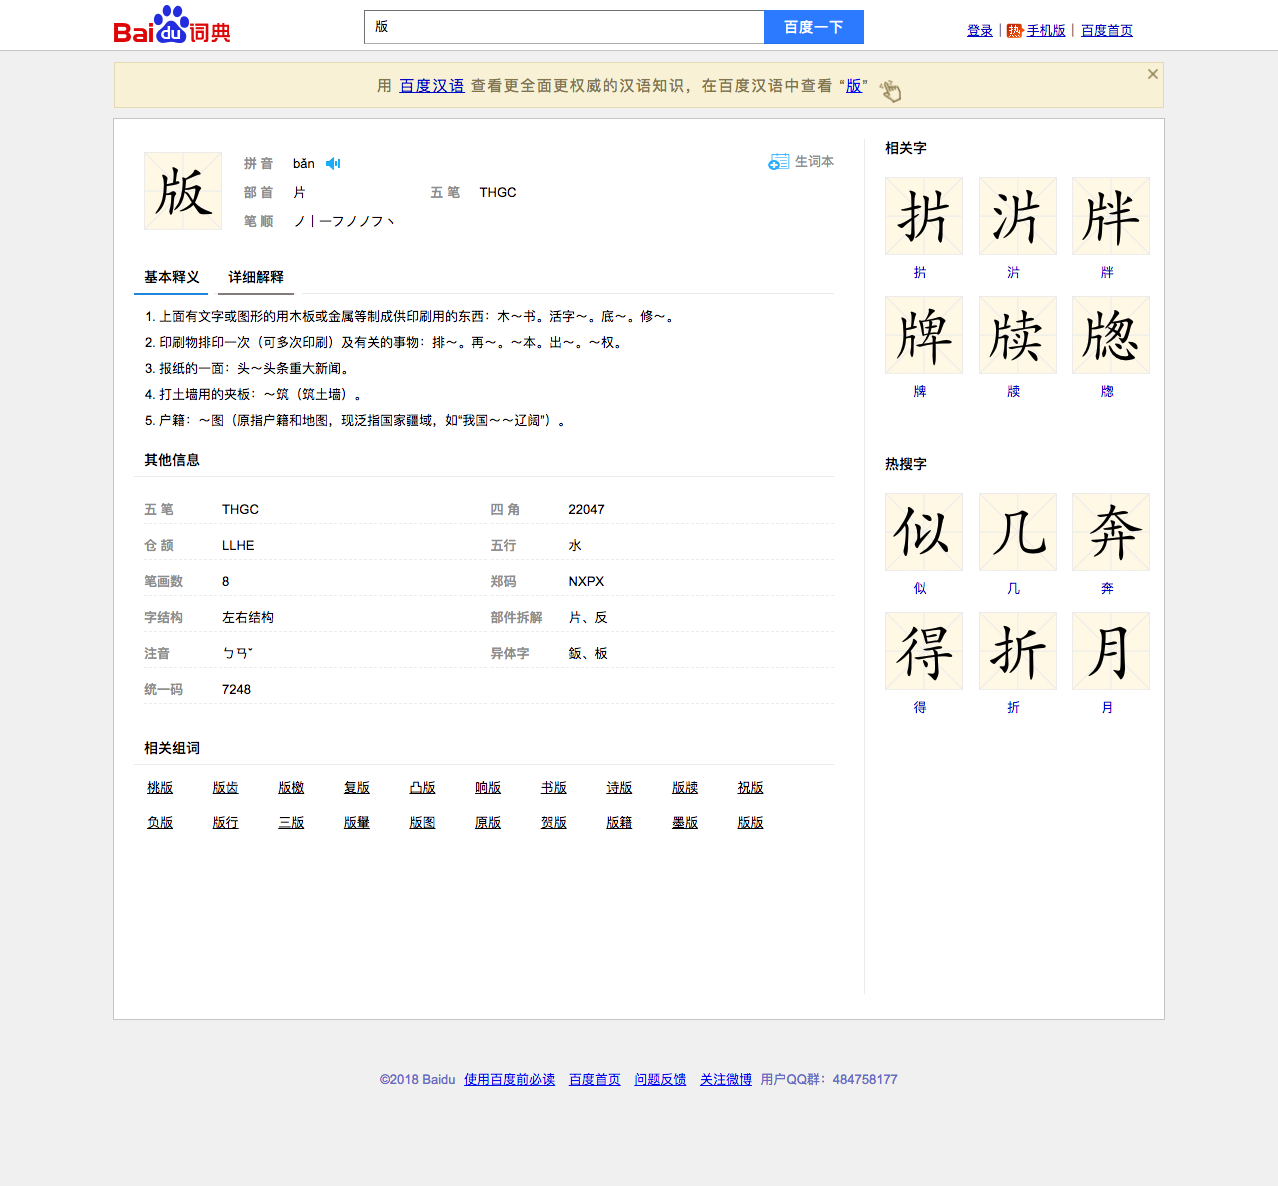 Bai du 词典
版
百度一下
登录 | 热 手机版 | 百度首页
用 百度汉语 查看更全面更权威的汉语知识，在百度汉语中查看 “版”
版
拼 音 bǎn
生词本
部 首 片 五 笔 THGC
笔 顺 ノ丨一フノノフヽ
基本释义 详细解释
1. 上面有文字或图形的用木板或金属等制成供印刷用的东西：木～书。活字～。底～。修～。
2. 印刷物排印一次（可多次印刷）及有关的事物：排～。再～。～本。出～。～权。
3. 报纸的一面：头～头条重大新闻。
4. 打土墙用的夹板：～筑（筑土墙）。
5. 户籍：～图（原指户籍和地图，现泛指国家疆域，如“我国～～辽阔”）。
其他信息
五 笔 THGC 四 角 22047
仓 颉 LLHE 五行 水
笔画数 8 郑码 NXPX
字结构 左右结构 部件拆解 片、反
注音 ㄅㄢˇ 异体字 鈑、板
统一码 7248
相关组词
桃版 版齿 版檄 复版 凸版 响版 书版 诗版 版牍 祝版
负版 版行 三版 版轝 版图 原版 贺版 版籍 墨版 版版
相关字
㧊 沜 牉
㧊 沜 牉
牌 牍 牎
牌 牍 牎
热搜字
似 几 奔
似 几 奔
得 折 月
得 折 月
©2018 Baidu 使用百度前必读 百度首页 问题反馈 关注微博 用户QQ群：484758177